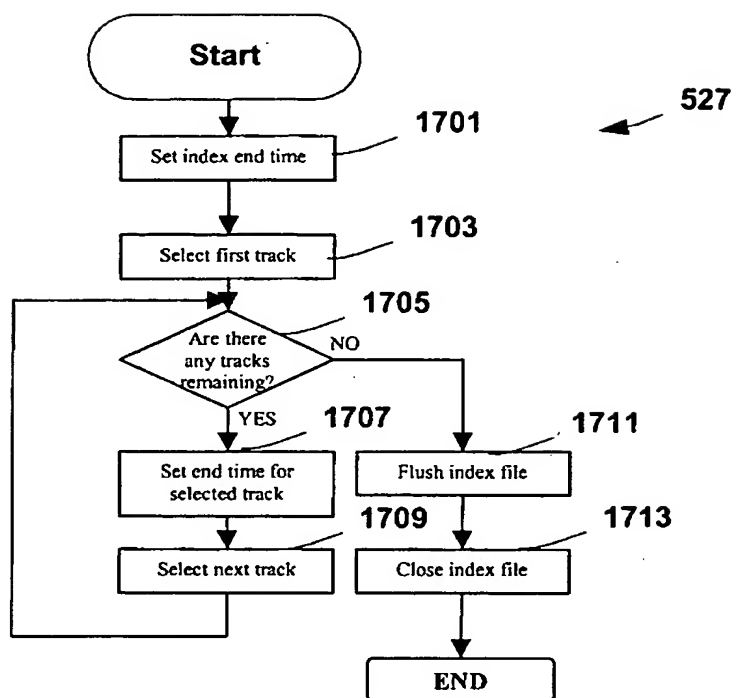 Start
527
1701
Set index end time
1703
Select first track
1705
Are there
any tracks
remaining?
NO
YES
1707
1711
Set end time for
selected track
Flush index file
1709
1713
Select next track
Close index file
END